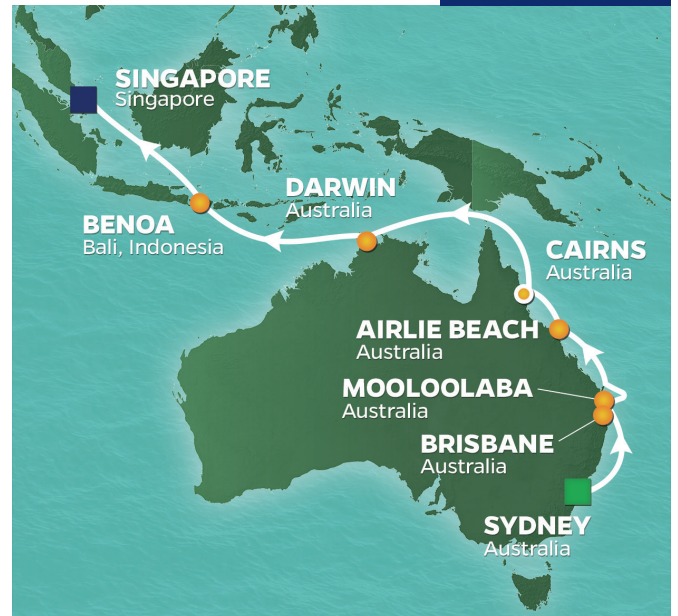 SINGAPORE
Singapore
DARWIN
Australia
BENOA
Bali, Indonesia
CAIRNS
Australia
AIRLIE BEACH
Australia
MOOLOOLABA
Australia
BRISBANE
Australia
SYDNEY
Australia